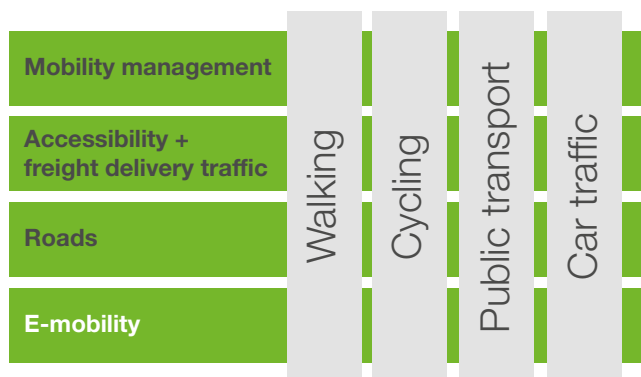 Mobility management
Accessibility +
freight delivery traffic
Roads
E-mobility
Walking
Cycling
Public transport
Car traffic